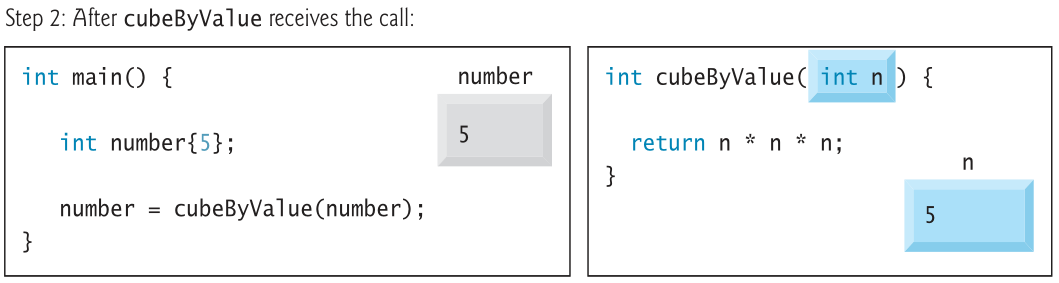 Step 2: After cubeByValue receives the call:
int main() {
number
int number{5};
5
number = cubeByValue(number);
}
int cubeByValue( int n ) {
return n * n * n;
}
n
5